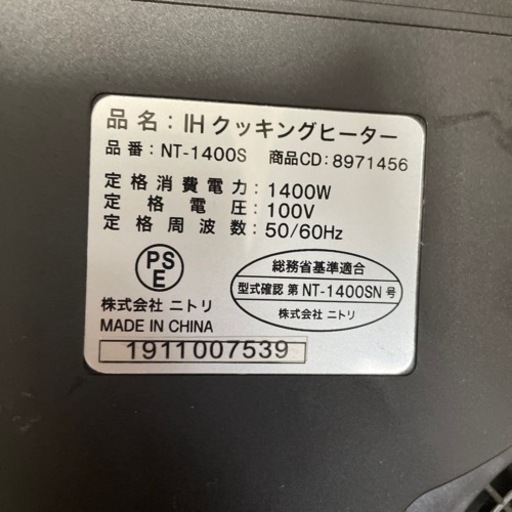 品名：IHクッキングヒーター
品番：NT-1400S 商品CD：8971456
定格消費電力：1400W
定格電圧：100V
定格周波数：50/60Hz
PS
E
株式会社 ニトリ
MADE IN CHINA
総務省基準適合
型式確認 第 NT-1400SN 号
株式会社 ニトリ
1911007539